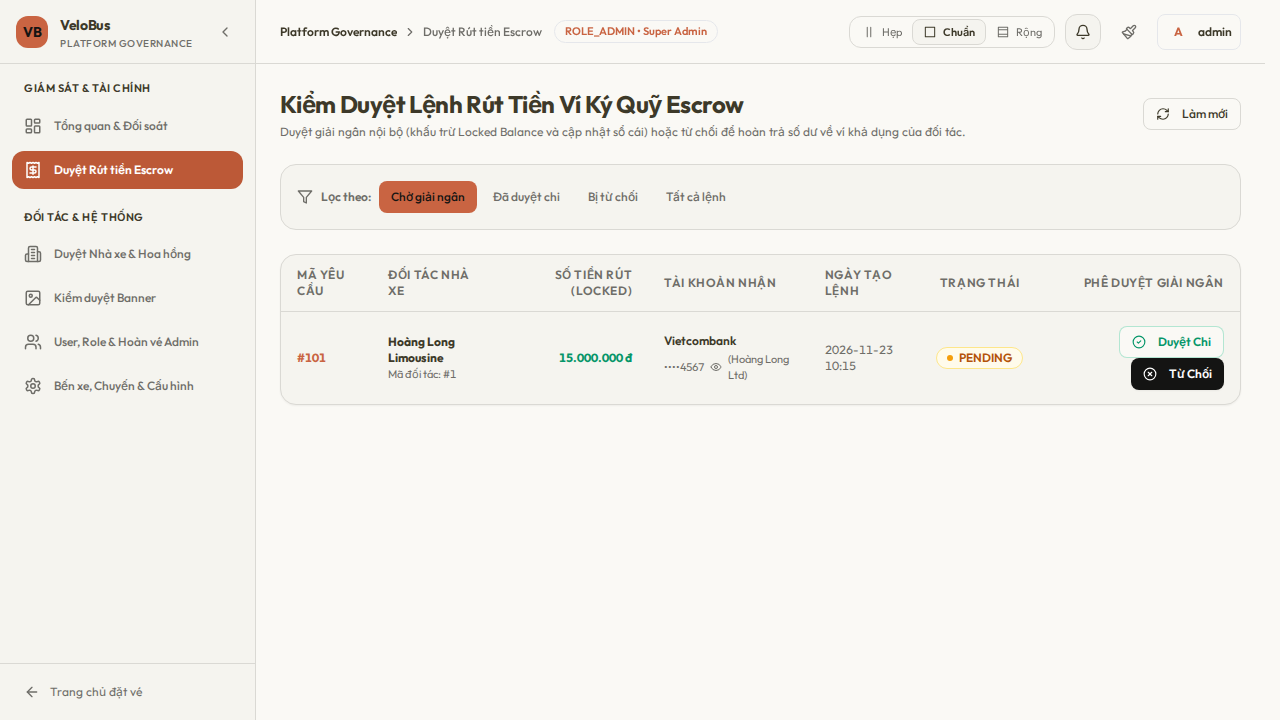 VB
VeloBus
PLATFORM GOVERNANCE
GIÁM SÁT & TÀI CHÍNH
Tổng quan & Đối soát
Duyệt Rút tiền Escrow
ĐỐI TÁC & HỆ THỐNG
Duyệt Nhà xe & Hoa hồng
Kiểm duyệt Banner
User, Role & Hoàn vé Admin
Bến xe, Chuyến & Cấu hình
Trang chủ đặt vé
Platform Governance > Duyệt Rút tiền Escrow
ROLE_ADMIN • Super Admin
Hẹp
Chuẩn
Rộng
A admin
Kiểm Duyệt Lệnh Rút Tiền Ví Ký Quỹ Escrow
Duyệt giải ngân nội bộ (khấu trừ Locked Balance và cập nhật sổ cái) hoặc từ chối để hoàn trả số dư về ví khả dụng của đối tác.
Làm mới
Lọc theo:
Chờ giải ngân
Đã duyệt chi
Bị từ chối
Tất cả lệnh
MÃ YÊU
CẦU
ĐỐI TÁC NHÀ
XE
SỐ TIỀN RÚT
(LOCKED)
TÀI KHOẢN NHẬN
NGÀY TẠO
LỆNH
TRẠNG THÁI
PHÊ DUYỆT GIẢI NGÂN
#101
Hoàng Long
Limousine
Mã đối tác: #1
15.000.000 đ
Vietcombank
••••4567
(Hoàng Long
Ltd)
2026-11-23
10:15
PENDING
Duyệt Chi
Từ Chối